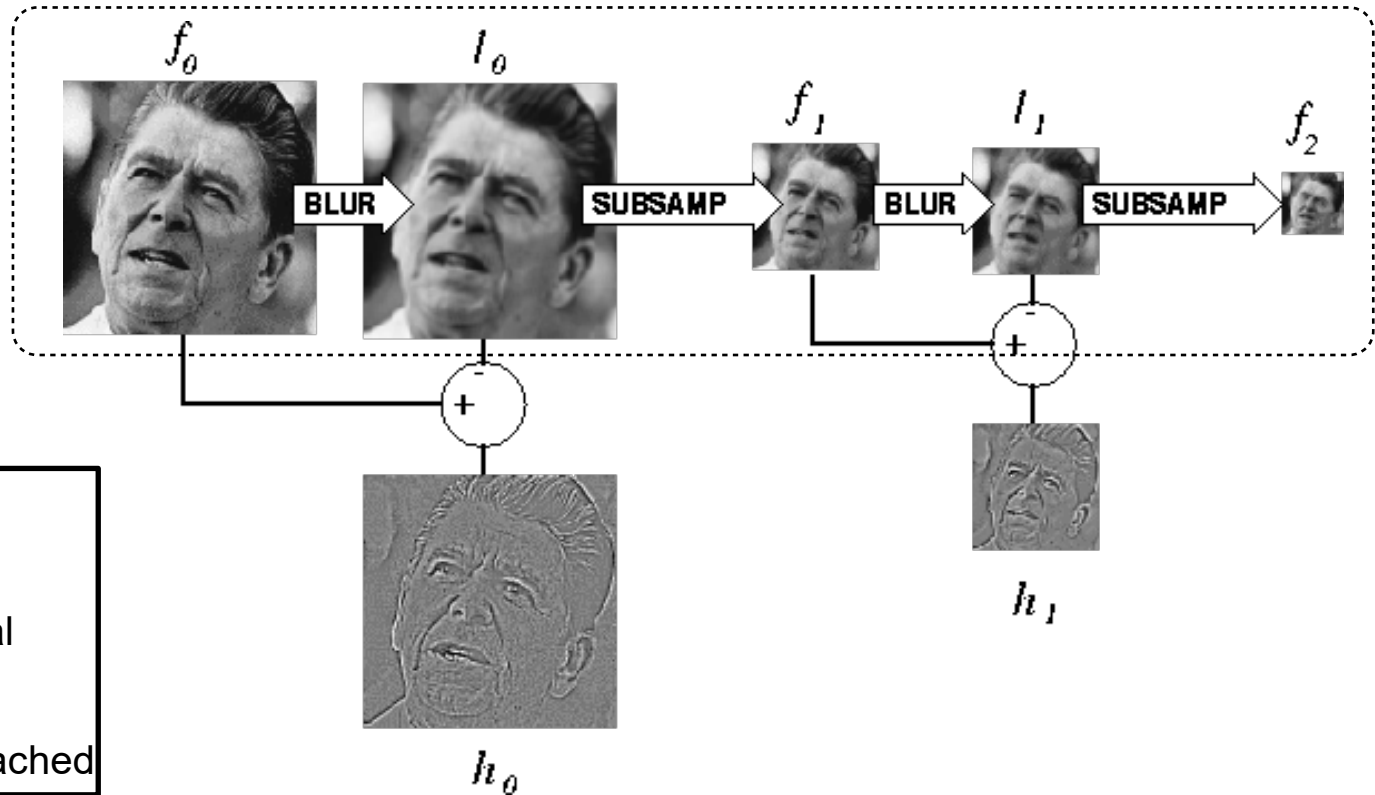 f0 l0 f1 l1 f2
BLUR SUBSAMP BLUR SUBSAMP
-
+
-
+
h1
h0
al
ached